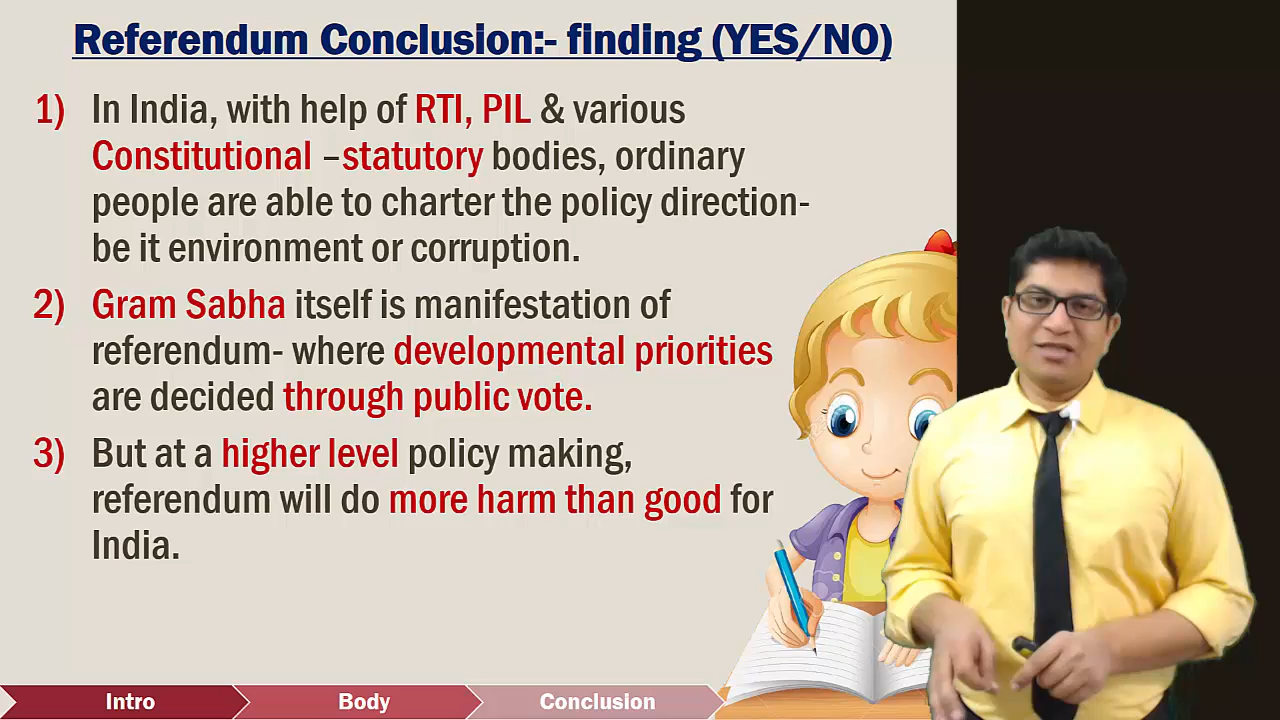 Referendum Conclusion:- finding (YES/NO)
1) In India, with help of RTI, PIL & various
Constitutional –statutory bodies, ordinary
people are able to charter the policy direction-
be it environment or corruption.
2) Gram Sabha itself is manifestation of
referendum- where developmental priorities
are decided through public vote.
3) But at a higher level policy making,
referendum will do more harm than good for
India.
Intro
Body
Conclusion